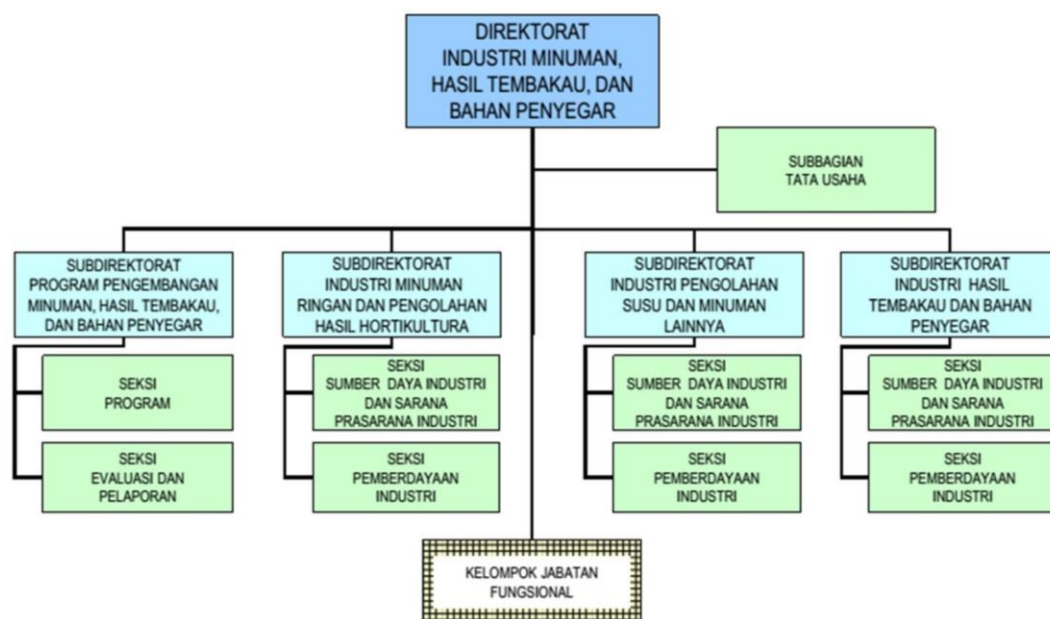 DIREKTORAT
INDUSTRI MINUMAN,
HASIL TEMBAKAU, DAN
BAHAN PENYEGAR
SUBBAGIAN
TATA USAHA
SUBDIREKTORAT
PROGRAM PENGEMBANGAN
MINUMAN, HASIL TEMBAKAU,
DAN BAHAN PENYEGAR
SEKSI
PROGRAM
SEKSI
EVALUASI DAN
PELAPORAN
SUBDIREKTORAT
INDUSTRI MINUMAN
RINGAN DAN PENGOLAHAN
HASIL HORTIKULTURA
SEKSI
SUMBER DAYA INDUSTRI
DAN SARANA
PRASARANA INDUSTRI
SEKSI
PEMBERDAYAAN
INDUSTRI
SUBDIREKTORAT
INDUSTRI PENGOLAHAN
SUSU DAN MINUMAN
LAINNYA
SEKSI
SUMBER DAYA INDUSTRI
DAN SARANA
PRASARANA INDUSTRI
SEKSI
PEMBERDAYAAN
INDUSTRI
SUBDIREKTORAT
INDUSTRI HASIL
TEMBAKAU DAN BAHAN
PENYEGAR
SEKSI
SUMBER DAYA INDUSTRI
DAN SARANA
PRASARANA INDUSTRI
SEKSI
PEMBERDAYAAN
INDUSTRI
KELOMPOK JABATAN
FUNGSIONAL